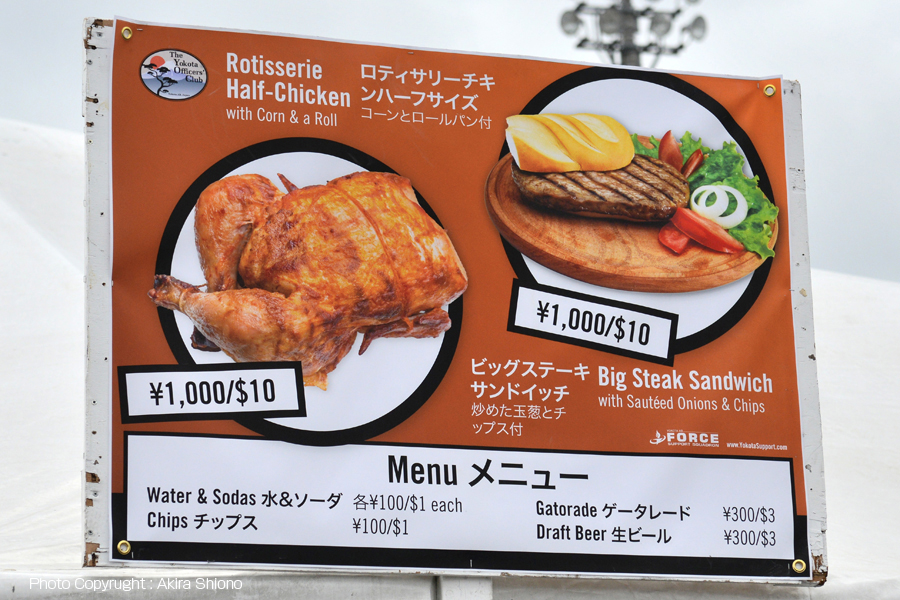 The
Yokota
Officers'
Club
Rotisserie
Half-Chicken
with Corn & a Roll
ロティサリーチキ
ンハーフサイズ
コーンとロールパン付
¥1,000/$10
¥1,000/$10
ビッグステーキ
サンドイッチ
炒めた玉葱とチ
ップス付
Big Steak Sandwich
with Sautéed Onions & Chips
FORCE
SUPPORT SQUADRON
www.YokotaSupport.com
Menu メニュー
Water & Sodas 水&ソーダ 各¥100/$1 each
Chips チップス ¥100/$1
Gatorade ゲータレード ¥300/$3
Draft Beer 生ビール ¥300/$3
Photo Copyright : Akira Shiono